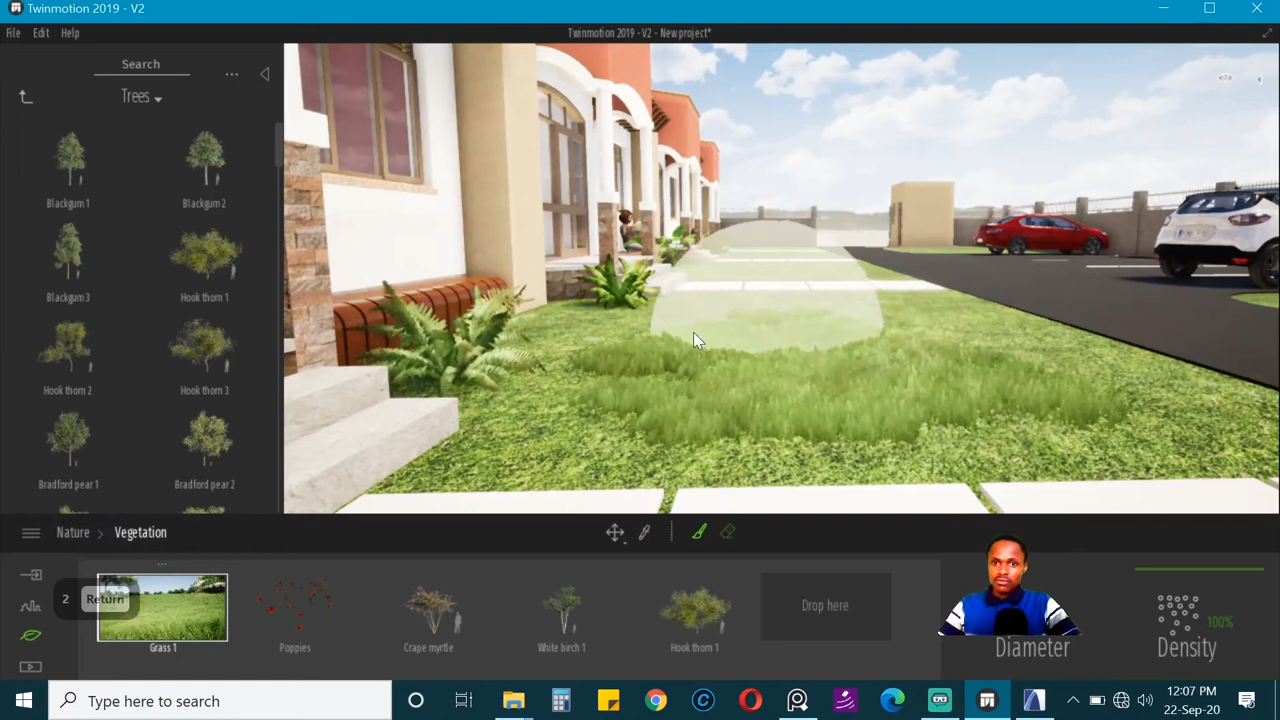 Twinmotion 2019 - V2
File Edit Help
Twinmotion 2019 - V2 - New project*
Search
...
Trees
Blackgum 1
Blackgum 2
Blackgum 3
Hook thorn 1
Hook thorn 2
Hook thorn 3
Bradford pear 1
Bradford pear 2
Nature > Vegetation
2 Return
Grass 1
Poppies
Crape myrtle
White birch 1
Hook thorn 1
Drop here
Diameter
100%
Density
Type here to search
12:07 PM
22-Sep-20